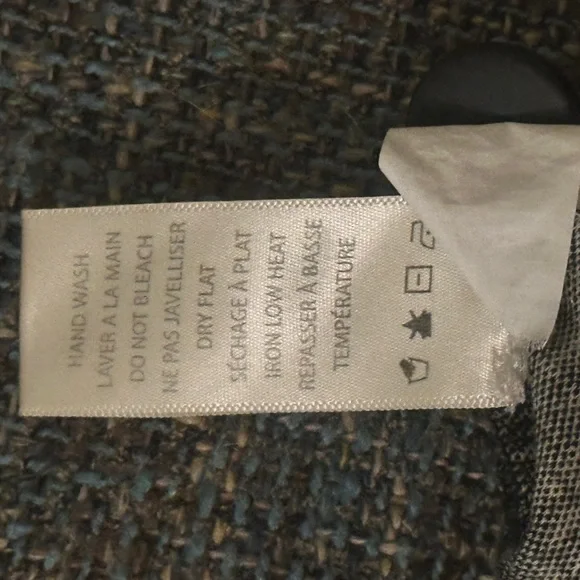 HAND WASH
LAVER A LA MAIN
DO NOT BLEACH
NE PAS JAVELLISER
DRY FLAT
SÉCHAGE À PLAT
IRON LOW HEAT
REPASSER À BASSE
TEMPÉRATURE